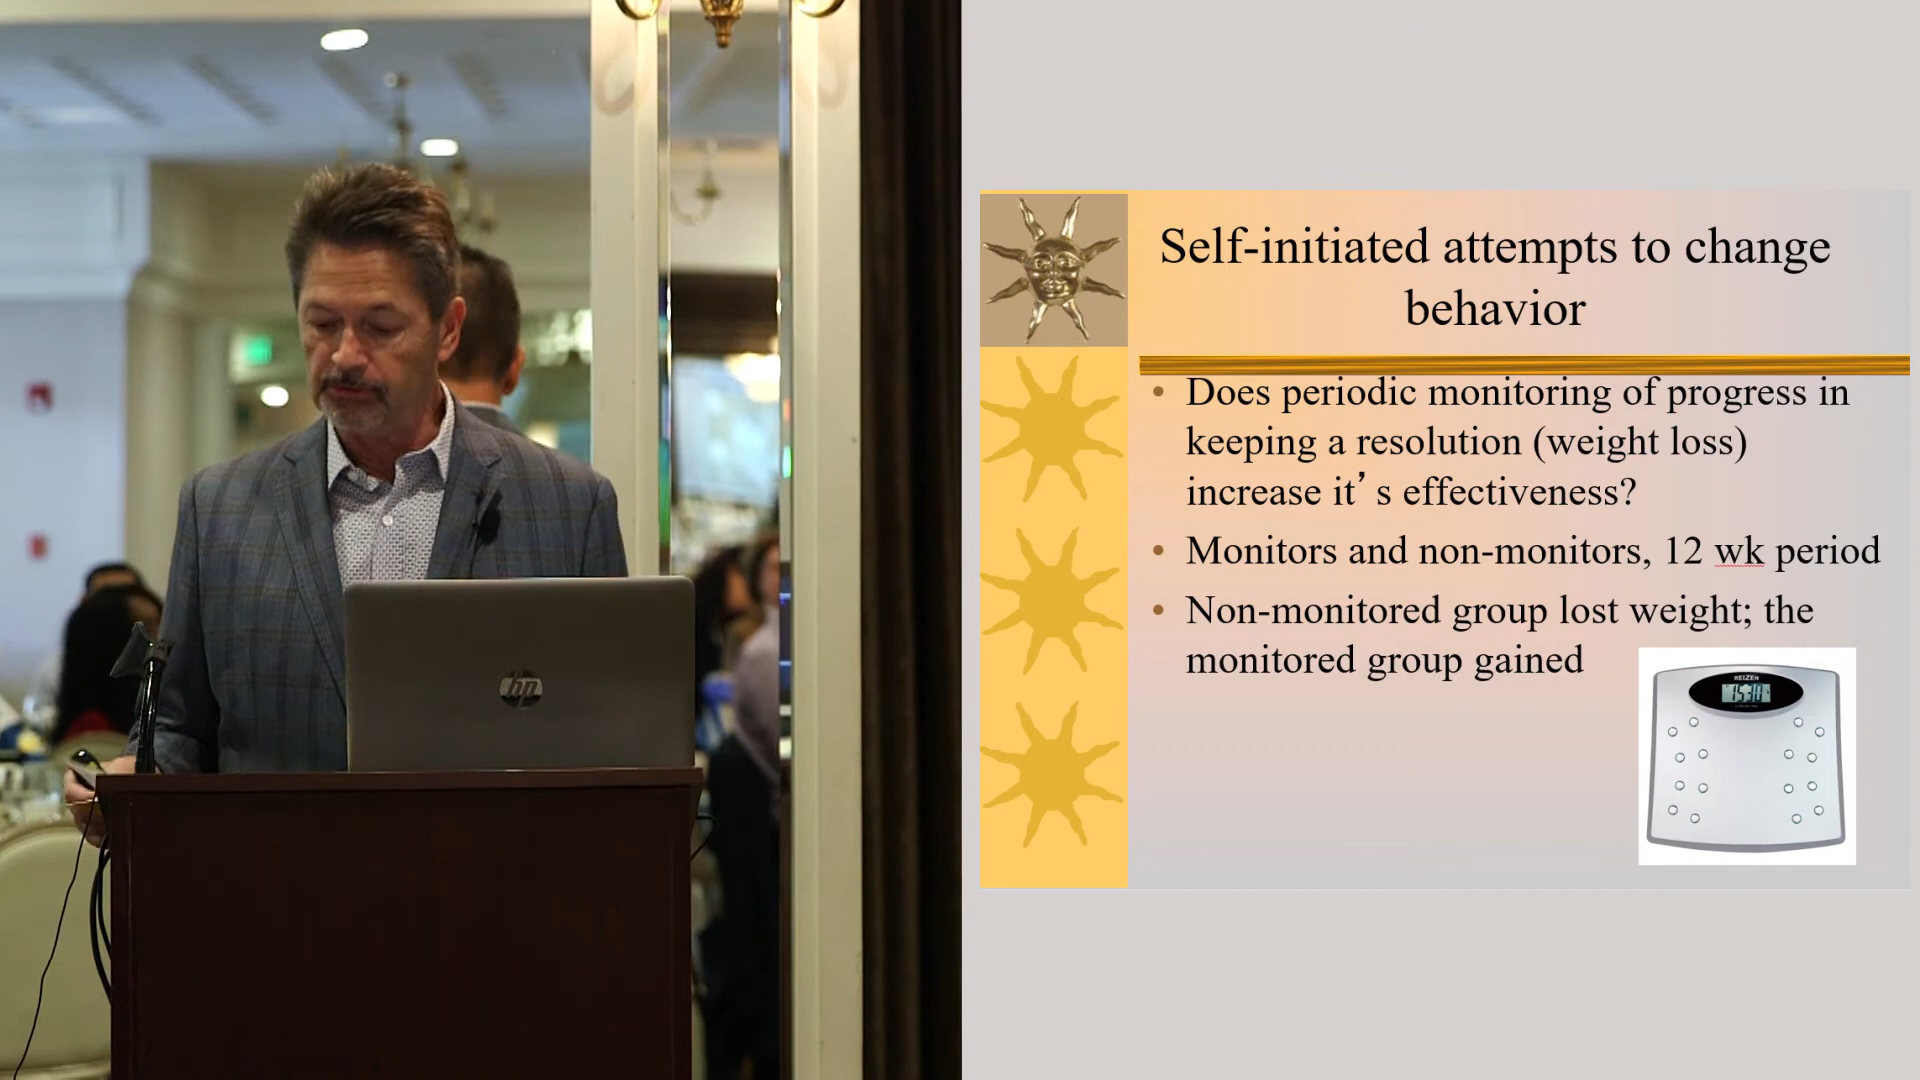 Self-initiated attempts to change
behavior
• Does periodic monitoring of progress in
keeping a resolution (weight loss)
increase it’ s effectiveness?
• Monitors and non-monitors, 12 wk period
• Non-monitored group lost weight; the
monitored group gained
REIZEN
hp